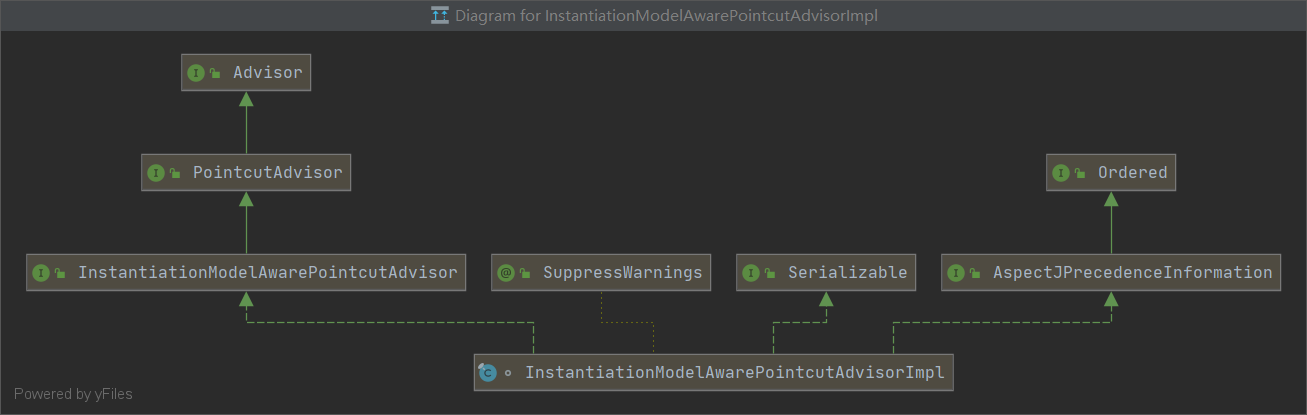 Diagram for InstantiationModelAwarePointcutAdvisorImpl
I Advisor
I PointcutAdvisor
I Ordered
I InstantiationModelAwarePointcutAdvisor
@ SuppressWarnings
I Serializable
I AspectJPrecedenceInformation
C InstantiationModelAwarePointcutAdvisorImpl
Powered by yFiles